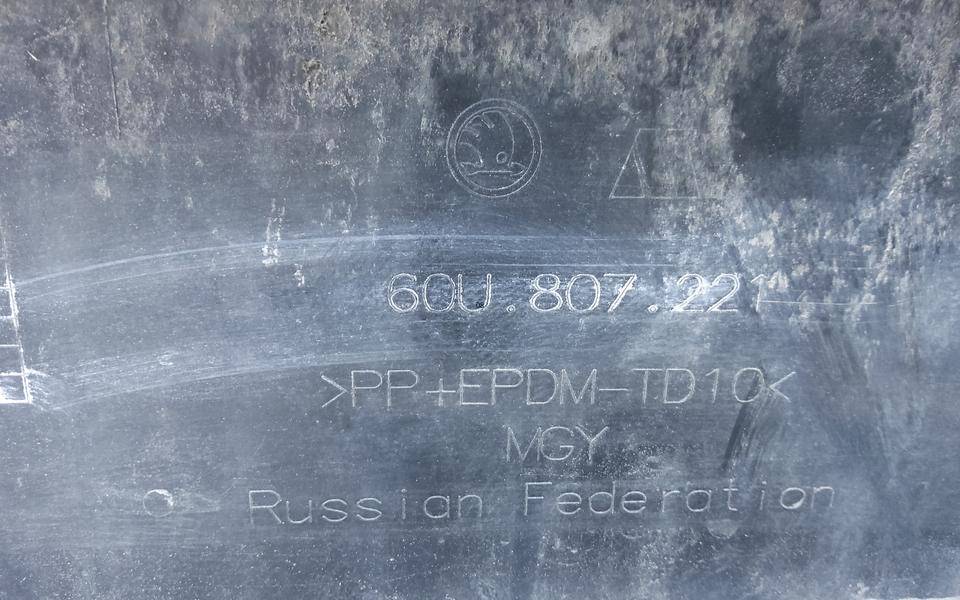 60U.807.221
>PP+EPDM-TD10<
MGY
Russian Federation